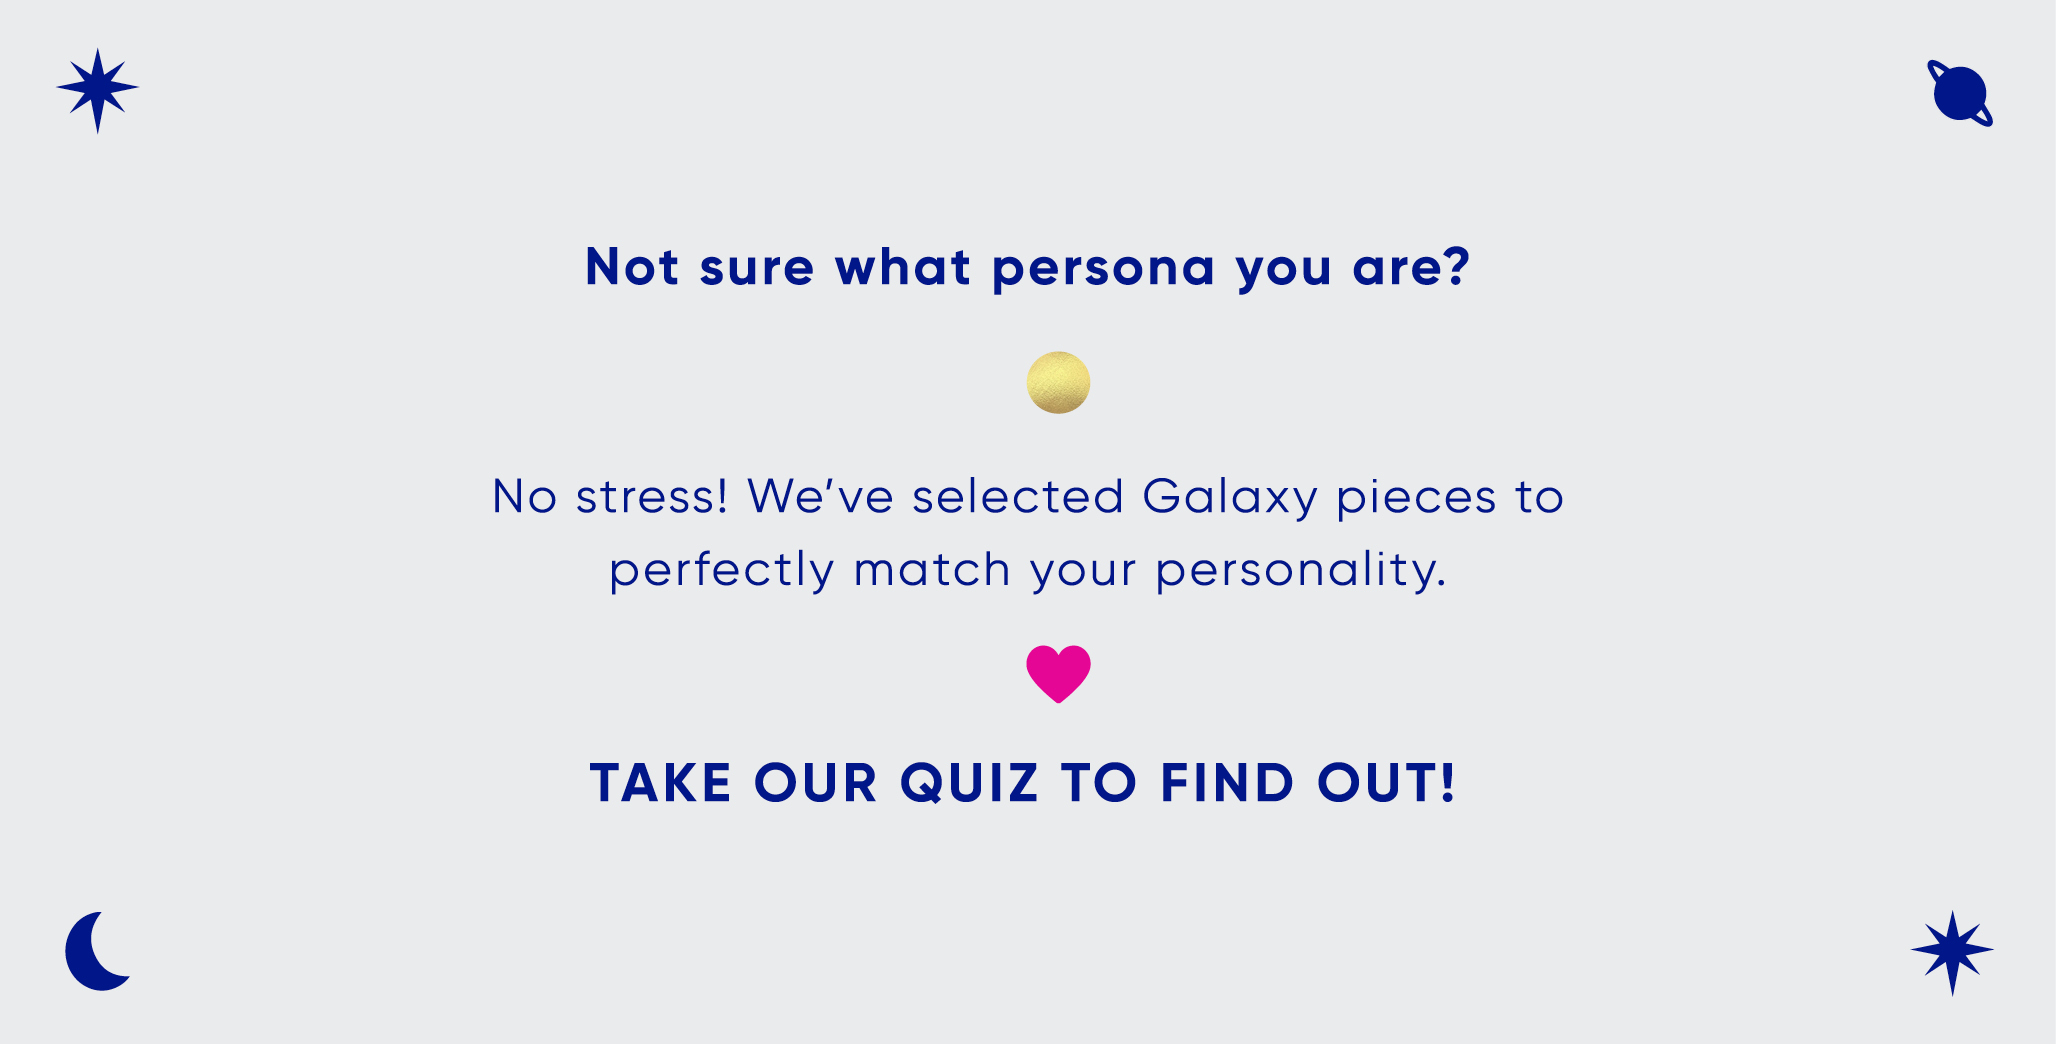 Not sure what persona you are?
No stress! We’ve selected Galaxy pieces to
perfectly match your personality.
TAKE OUR QUIZ TO FIND OUT!